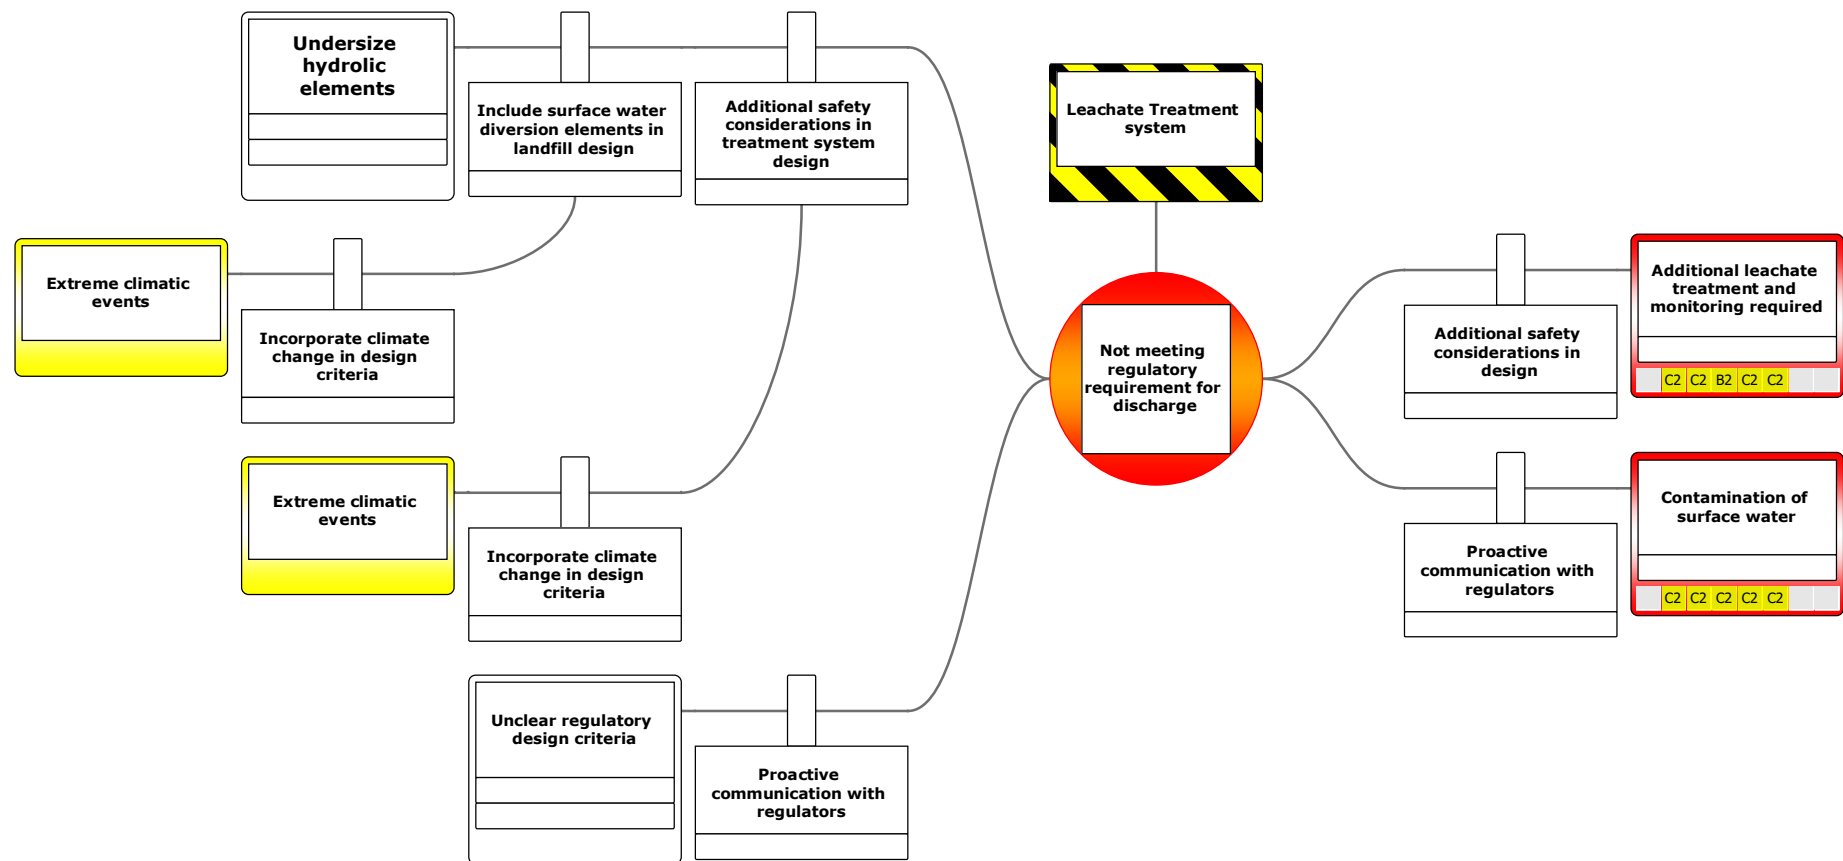 Undersize
hydrolic
elements
Include surface water
diversion elements in
landfill design
Additional safety
considerations in
treatment system
design
Leachate Treatment
system
Extreme climatic
events
Incorporate climate
change in design
criteria
Extreme climatic
events
Incorporate climate
change in design
criteria
Unclear regulatory
design criteria
Proactive
communication with
regulators
Not meeting
regulatory
requirement for
discharge
Additional safety
considerations in
design
Additional leachate
treatment and
monitoring required
C2 C2 B2 C2 C2
Proactive
communication with
regulators
Contamination of
surface water
C2 C2 C2 C2 C2